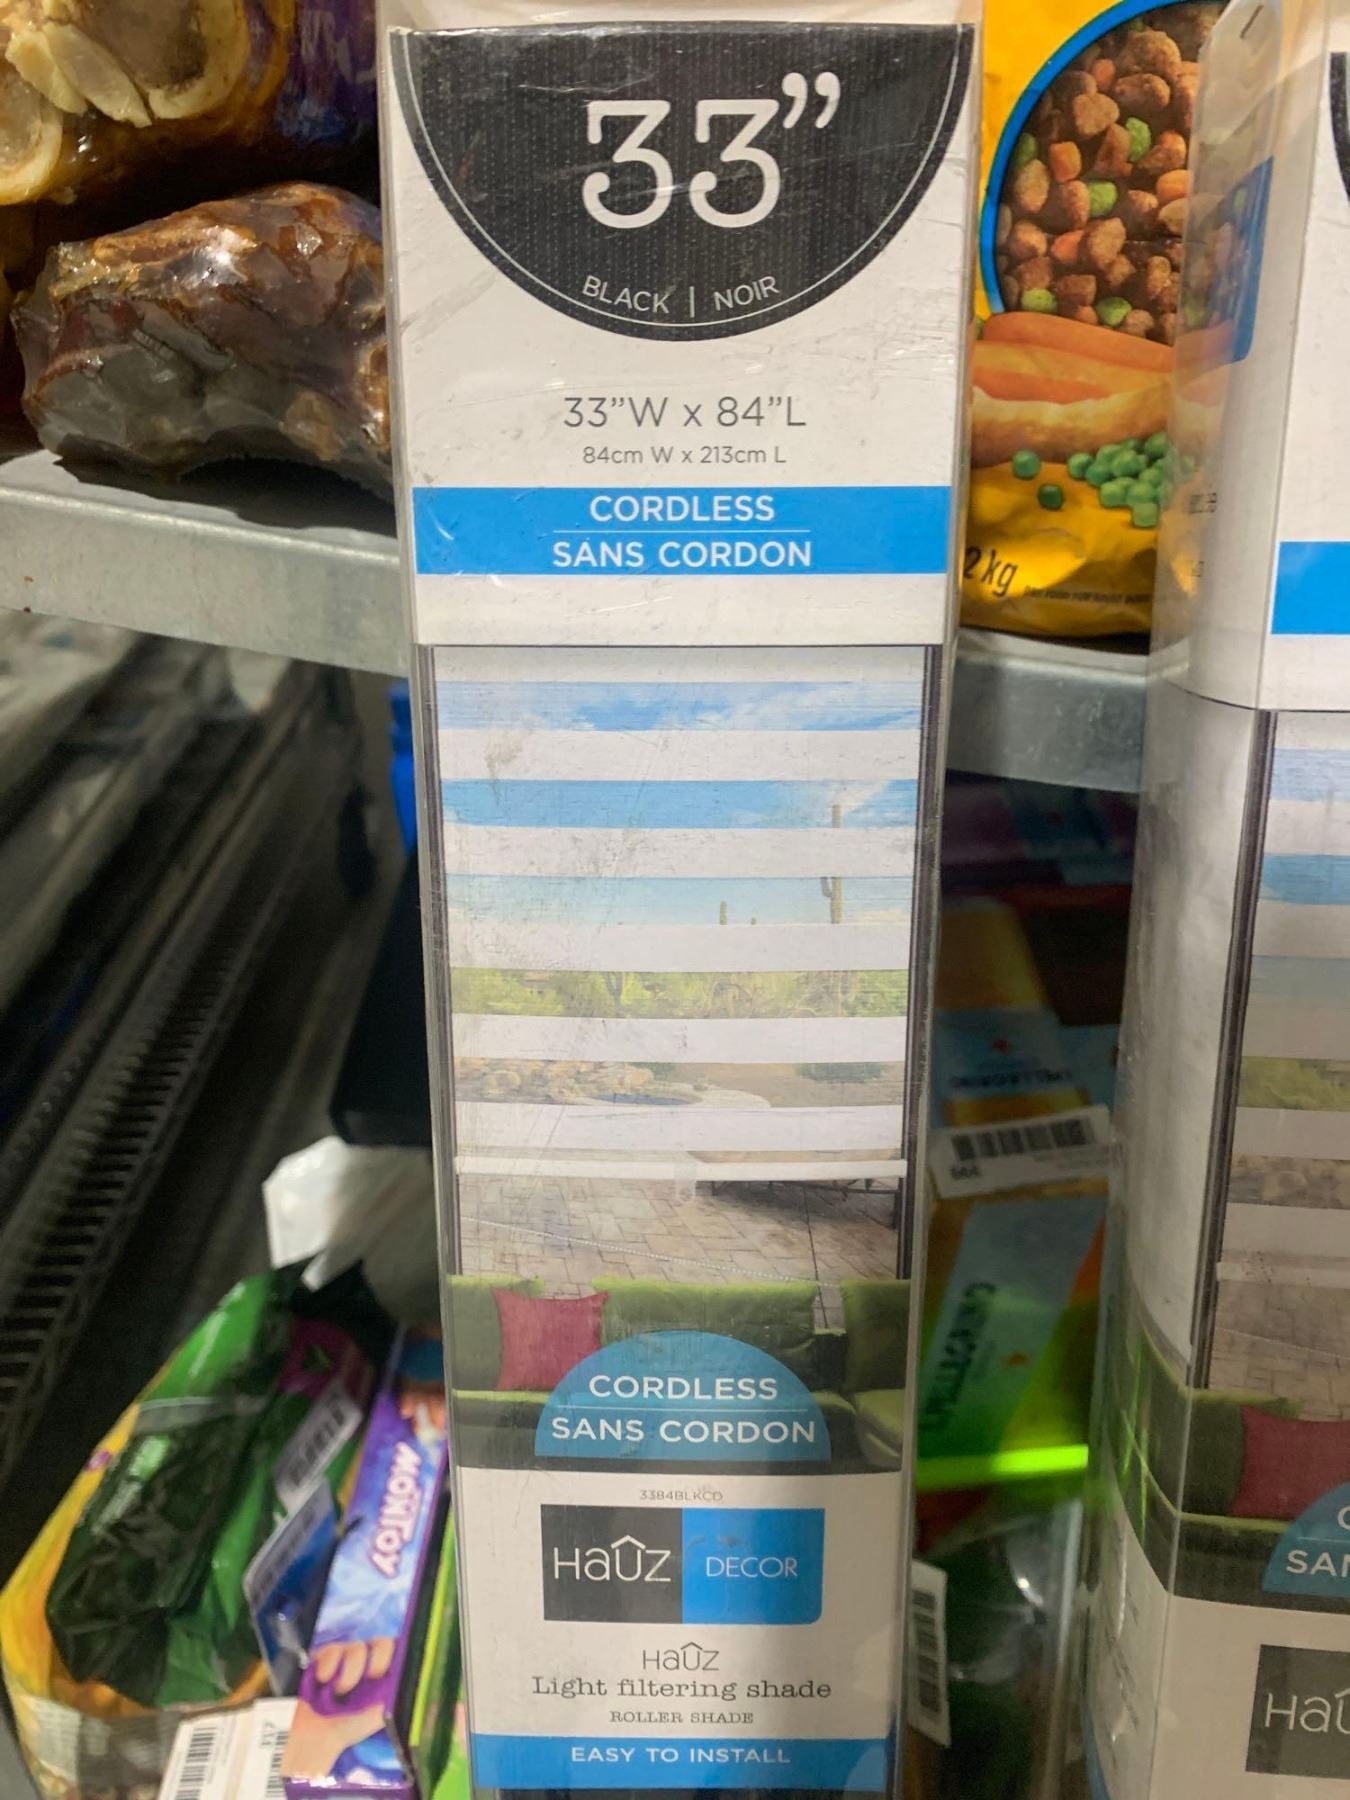 33”
BLACK | NOIR
33”W x 84”L
84cm W x 213cm L
CORDLESS
SANS CORDON
2 kg
CORDLESS
SANS CORDON
3384BLKCD
HaûZ DECOR
HaûZ
Light filtering shade
ROLLER SHADE
EASY TO INSTALL
MONTOY